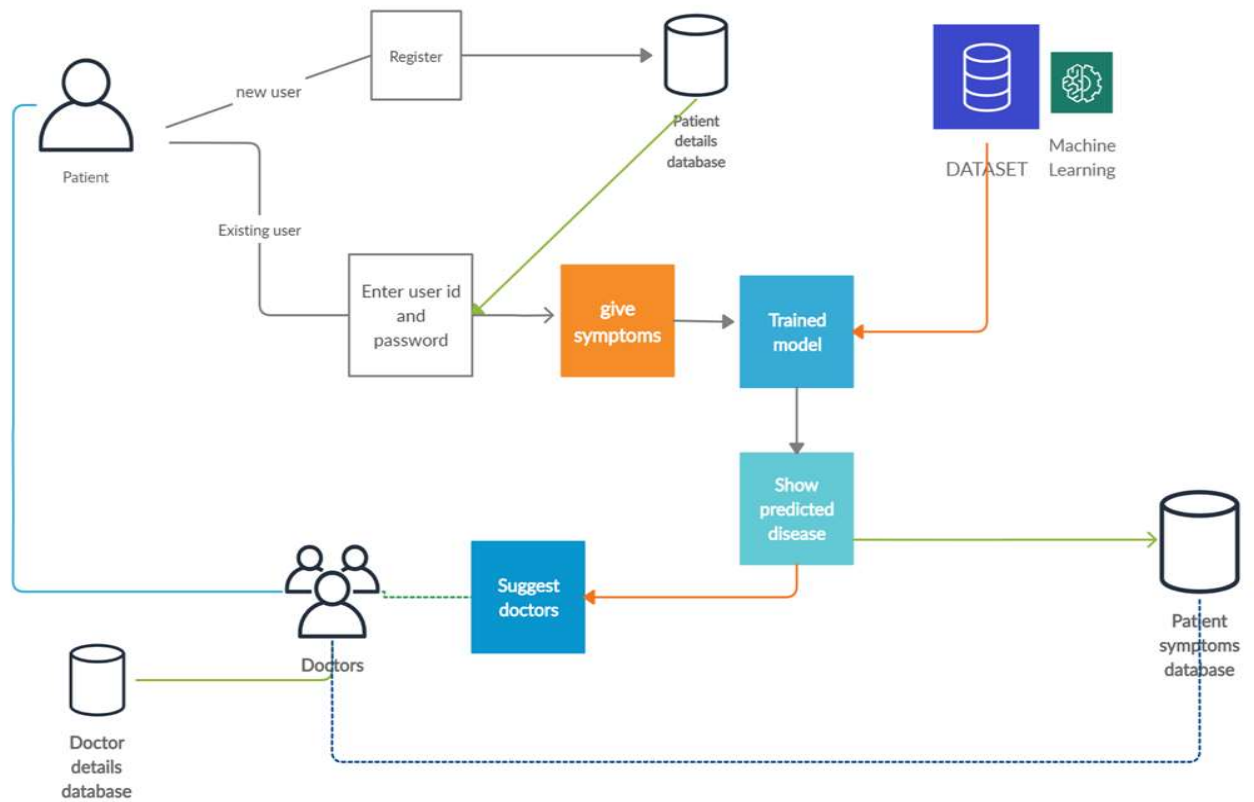 Register
new user
Patient
details
database
Machine
Learning
DATASET
Patient
Existing user
Enter user id
and
password
give
symptoms
Trained
model
Show
predicted
disease
Suggest
doctors
Patient
symptoms
database
Doctors
Doctor
details
database